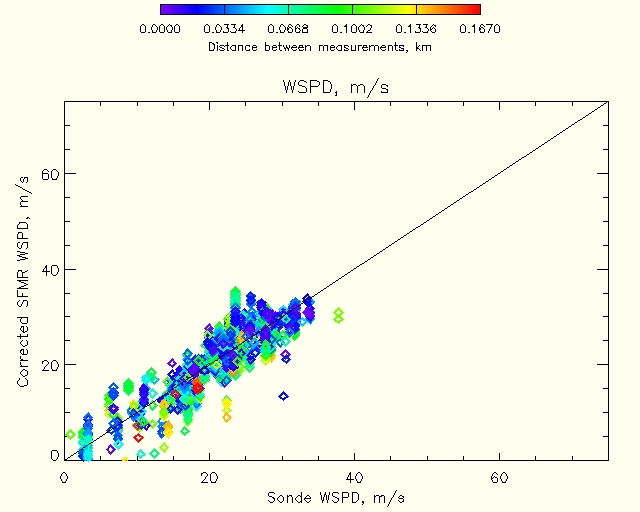 0.0000 0.0334 0.0668 0.1002 0.1336 0.1670
Distance between measurements, km
WSPD, m/s
Corrected SFMR WSPD, m/s
60
40
20
0
0 20 40 60
Sonde WSPD, m/s